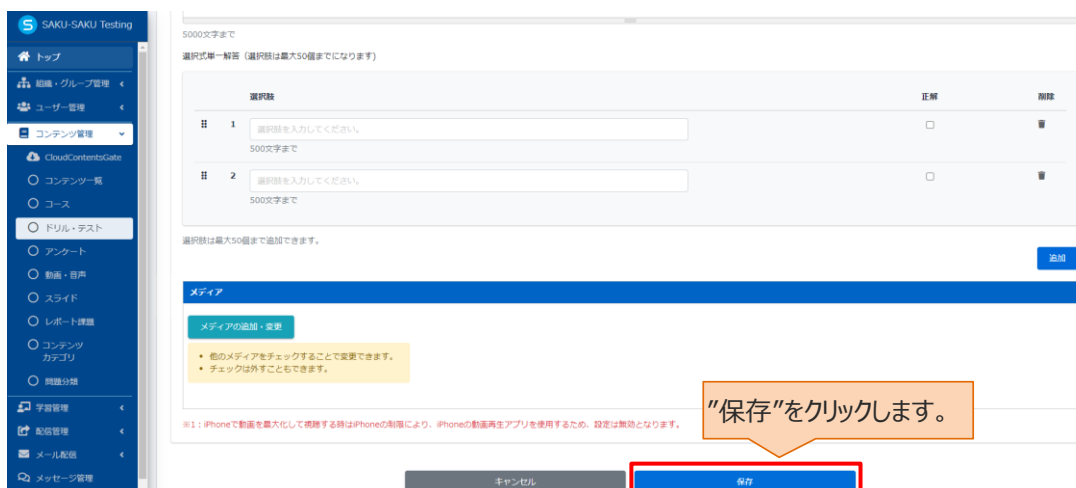 SAKU-SAKU Testing
トップ
組織・グループ管理
ユーザー管理
コンテンツ管理
CloudContentsGate
コンテンツ一覧
コース
ドリル・テスト
アンケート
動画・音声
スライド
レポート課題
コンテンツ
カテゴリ
問題分類
学習管理
配信管理
メール配信
メッセージ管理
5000文字まで
選択式単一解答（選択肢は最大50個までになります）
選択肢 正解 削除
1 選択肢を入力してください。
500文字まで
2 選択肢を入力してください。
500文字まで
選択肢は最大50個まで追加できます。
追加
メディア
メディアの追加・変更
• 他のメディアをチェックすることで変更できます。
• チェックは外すこともできます。
"保存"をクリックします。
※1：iPhoneで動画を最大化して視聴する時はiPhoneの制限により、iPhoneの動画再生アプリを使用するため、設定は無効となります。
キャンセル 保存